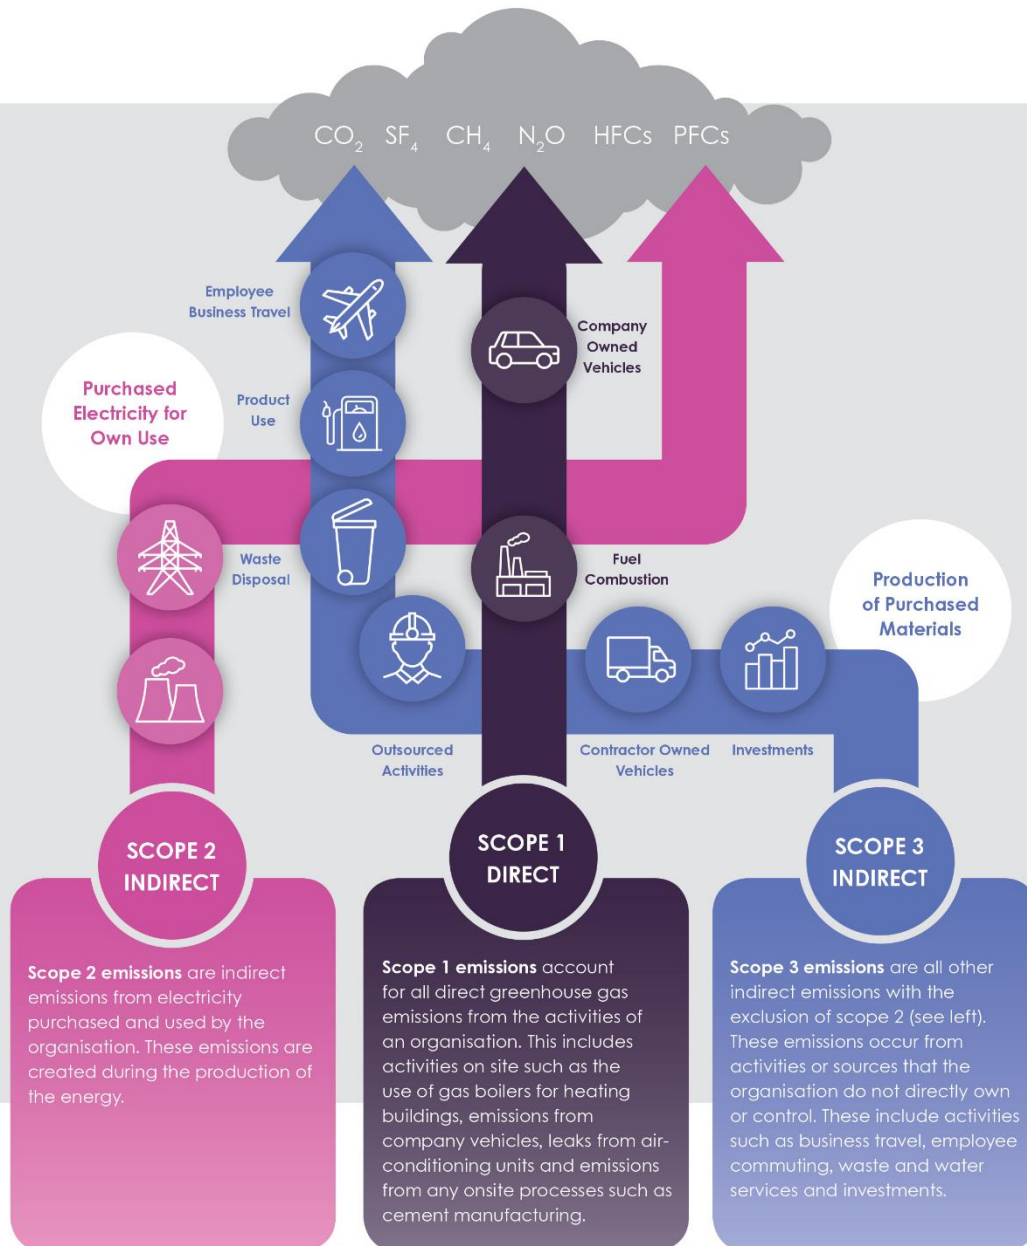 CO₂ SF₄ CH₄ N₂O HFCs PFCs
Employee
Business Travel
Company
Owned
Vehicles
Purchased
Electricity for
Own Use
Product
Use
Waste
Disposal
Fuel
Combustion
Production
of Purchased
Materials
Outsourced
Activities
Contractor Owned
Vehicles
Investments
SCOPE 2
INDIRECT
SCOPE 1
DIRECT
SCOPE 3
INDIRECT
Scope 2 emissions are indirect
emissions from electricity
purchased and used by the
organisation. These emissions are
created during the production of
the energy.
Scope 1 emissions account
for all direct greenhouse gas
emissions from the activities of
an organisation. This includes
activities on site such as the
use of gas boilers for heating
buildings, emissions from
company vehicles, leaks from air-
conditioning units and emissions
from any onsite processes such as
cement manufacturing.
Scope 3 emissions are all other
indirect emissions with the
exclusion of scope 2 (see left).
These emissions occur from
activities or sources that the
organisation do not directly own
or control. These include activities
such as business travel, employee
commuting, waste and water
services and investments.